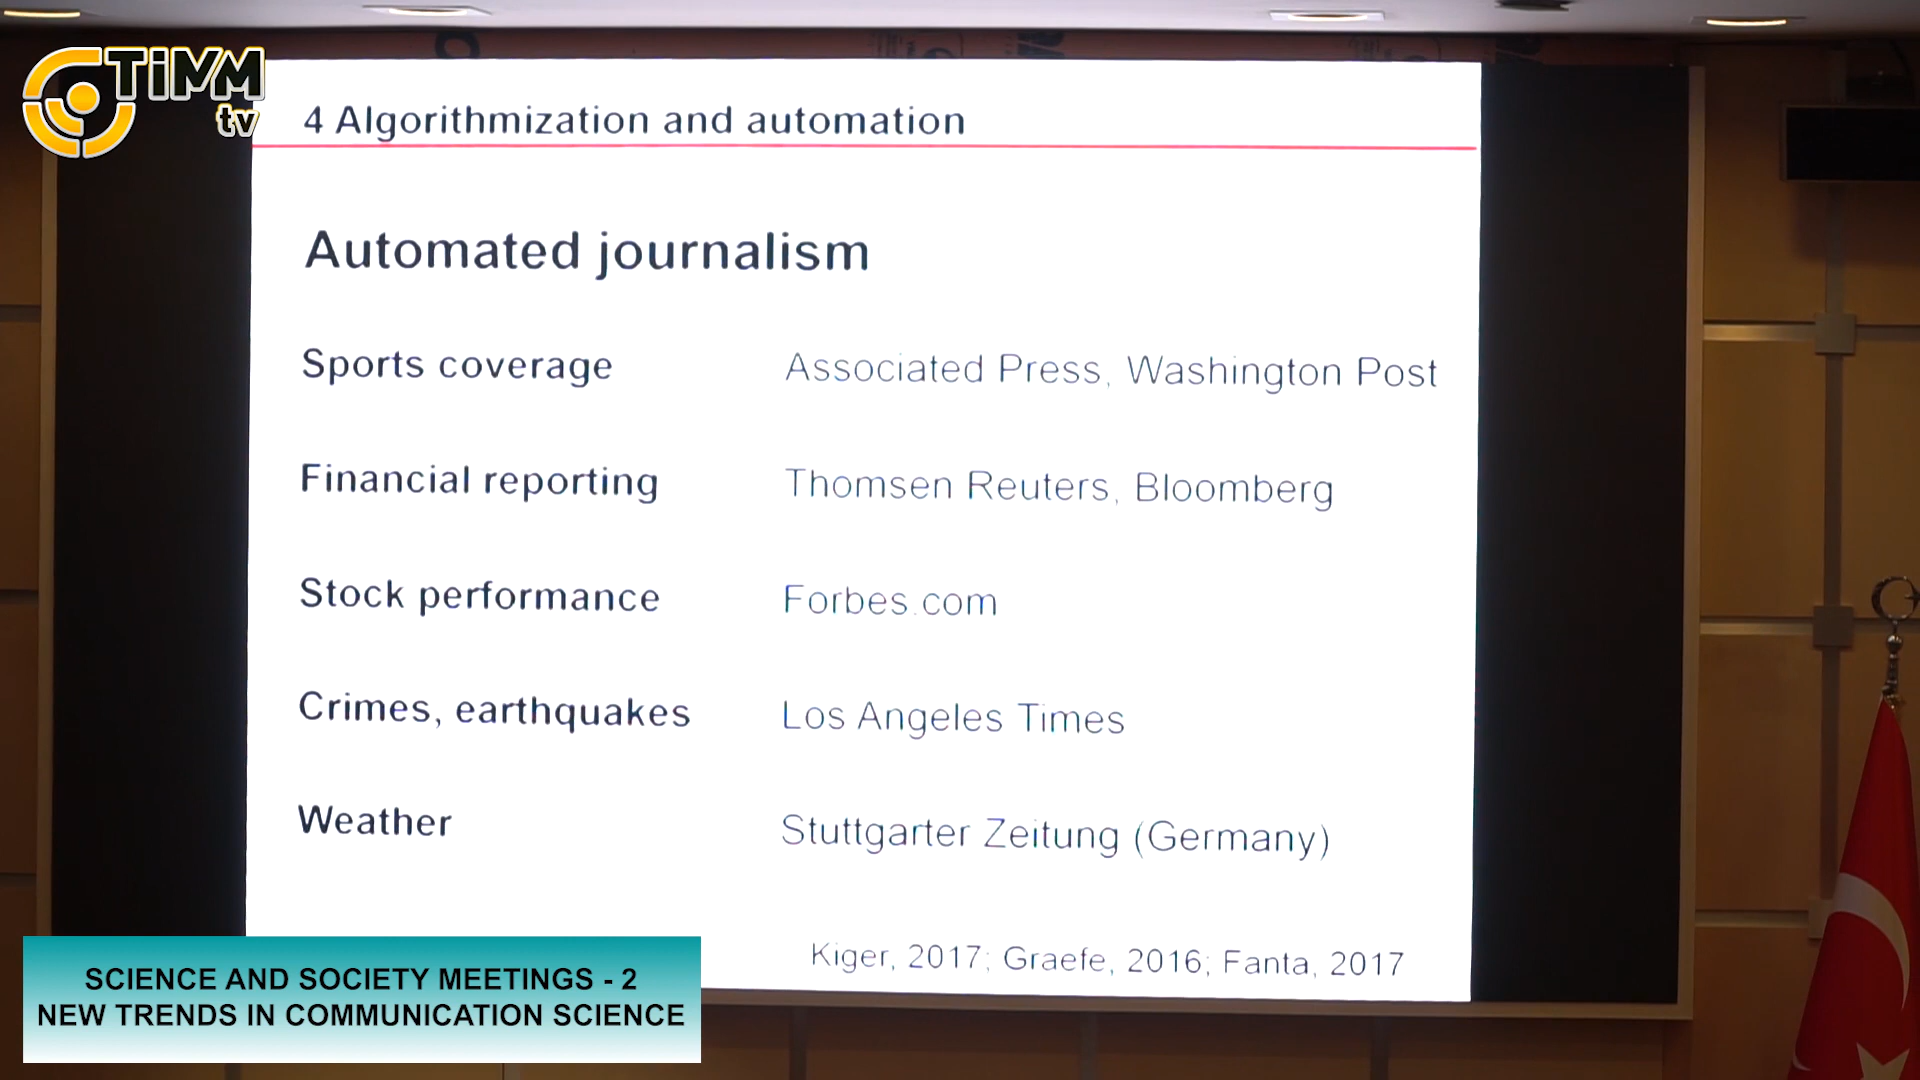 TiMM
tv
4 Algorithmization and automation
Automated journalism
Sports coverage Associated Press, Washington Post
Financial reporting Thomsen Reuters, Bloomberg
Stock performance Forbes.com
Crimes, earthquakes Los Angeles Times
Weather Stuttgarter Zeitung (Germany)
Kiger, 2017; Graefe, 2016; Fanta, 2017
SCIENCE AND SOCIETY MEETINGS - 2
NEW TRENDS IN COMMUNICATION SCIENCE